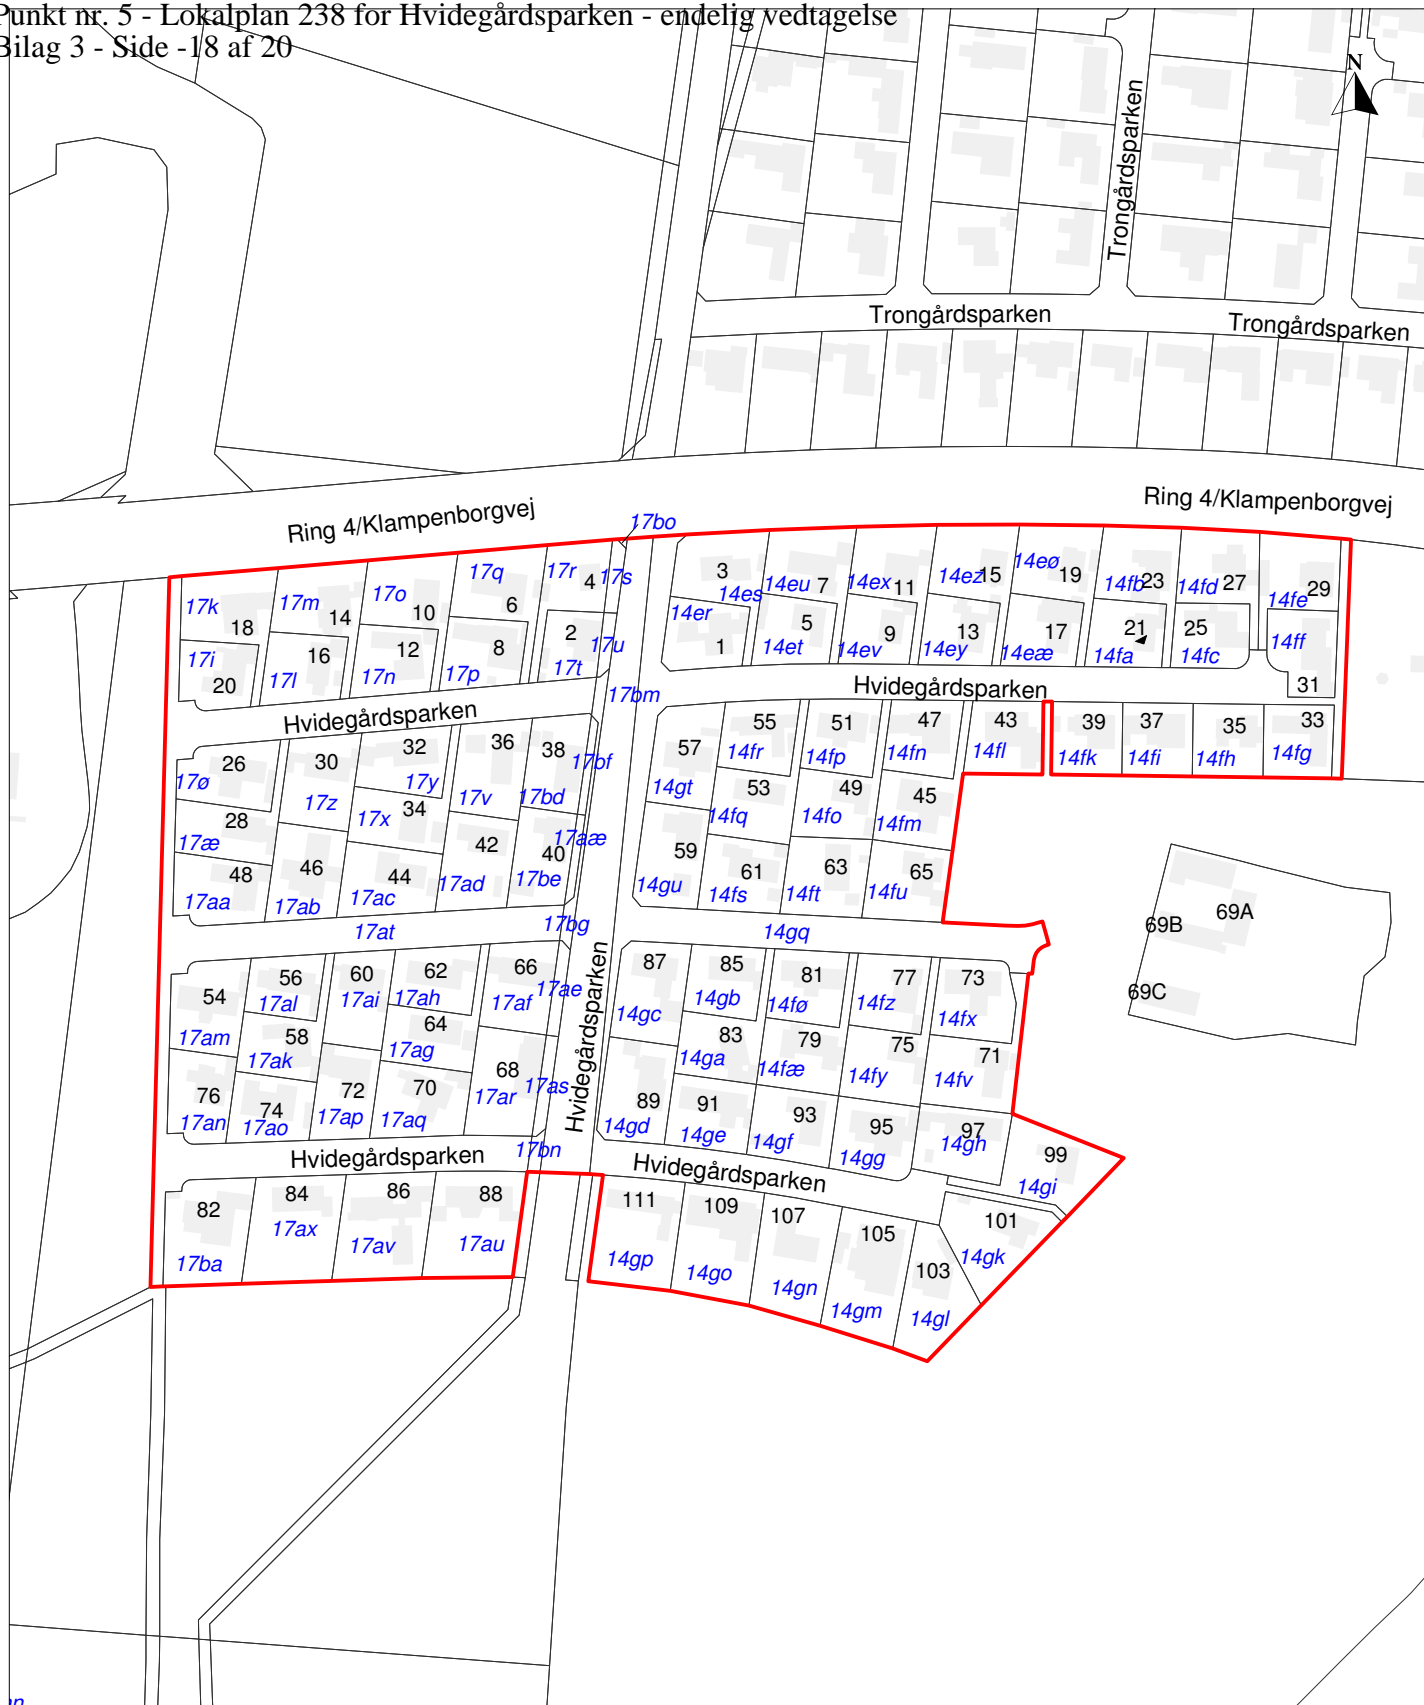 Punkt nr. 5 - Lokalplan 238 for Hvidegårdsparken - endelig vedtagelse
Bilag 3 - Side -18 af 20
N
Trongårdsparken
Trongårdsparken
Trongårdsparken
Ring 4/Klampenborgvej
Ring 4/Klampenborgvej
17bo
17k 17m 17o 17q 17r 4 17s
18 14 10 6
17i 16 12 8 2 17u
20 17l 17n 17p 17t
3 14eu 7 14ex 11 14ez 15 14eø 19 14fb 23 14fd 27 14fe 29
14es
14er 5 9 13 17 21 25 14ff
1 14et 14ev 14ey 14eæ 14fa 14fc 31
17bm
Hvidegårdsparken
Hvidegårdsparken
26 30 32 36 38 17bf
17ø 17z 17y 17v 17bd
28 17x 34 42 40 17aæ
17æ
48 46 44 17ad 17be
17aa 17ab 17ac
57 55 51 47 43 39 37 35 33
14gt 14fr 14fp 14fn 14fl 14fk 14fi 14fh 14fg
53 49 45
14fq 14fo 14fm
59 61 63 65
14gu 14fs 14ft 14fu
17at 17bg 14gq
69A
69B
69C
Hvidegårdsparken
54 56 60 62 66 17ae
17am 17al 17ai 17ah 17af
58 64 68
17ak 17ag 17as
76 74 72 70 17ar
17an 17ao 17ap 17aq
87 85 81 77 73
14gc 14gb 14fø 14fz 14fx
83 79 75 71
14ga 14fæ 14fy 14fv
89 91 93 95 97
14gd 14ge 14gf 14gg 14gh
99
14gi
17bn
Hvidegårdsparken
Hvidegårdsparken
82 84 86 88
17ba 17ax 17av 17au
111 109 107 105 103 101
14gp 14go 14gn 14gm 14gl 14gk